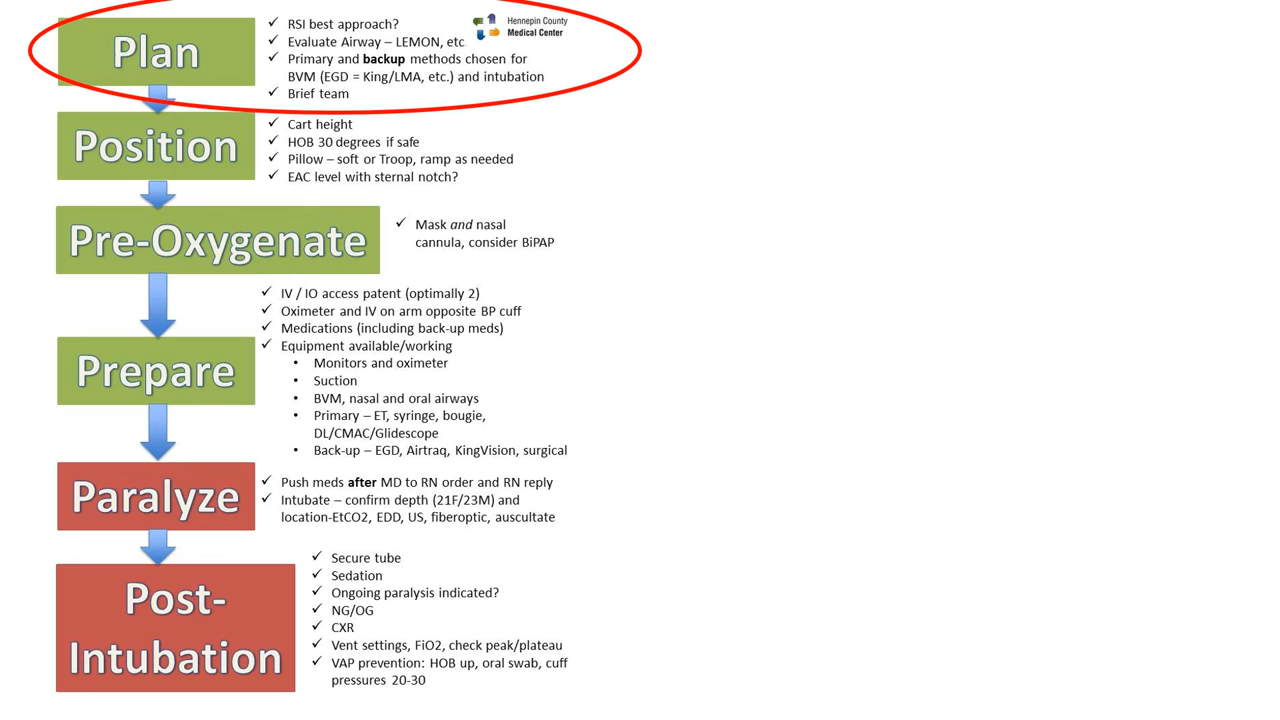 Plan
✓ RSI best approach?
✓ Evaluate Airway – LEMON, etc
✓ Primary and backup methods chosen for
BVM (EGD = King/LMA, etc.) and intubation
✓ Brief team
Hennepin County
Medical Center
Position
✓ Cart height
✓ HOB 30 degrees if safe
✓ Pillow – soft or Troop, ramp as needed
✓ EAC level with sternal notch?
Pre-Oxygenate
✓ Mask and nasal
cannula, consider BiPAP
Prepare
✓ IV / IO access patent (optimally 2)
✓ Oximeter and IV on arm opposite BP cuff
✓ Medications (including back-up meds)
✓ Equipment available/working
• Monitors and oximeter
• Suction
• BVM, nasal and oral airways
• Primary – ET, syringe, bougie,
DL/CMAC/Glidescope
• Back-up – EGD, Airtraq, KingVision, surgical
Paralyze
✓ Push meds after MD to RN order and RN reply
✓ Intubate – confirm depth (21F/23M) and
location-EtCO2, EDD, US, fiberoptic, auscultate
Post-
Intubation
✓ Secure tube
✓ Sedation
✓ Ongoing paralysis indicated?
✓ NG/OG
✓ CXR
✓ Vent settings, FiO2, check peak/plateau
✓ VAP prevention: HOB up, oral swab, cuff
pressures 20-30